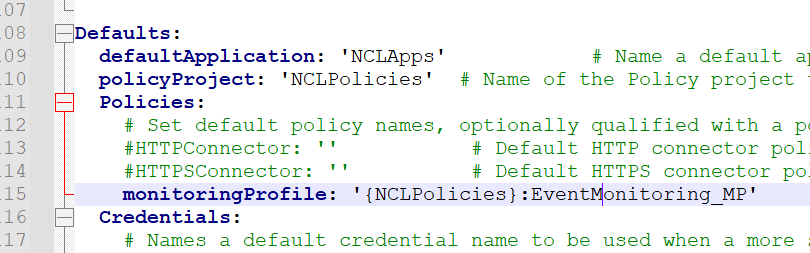 07
08 Defaults:
09 defaultApplication: 'NCLApps' # Name a default ap
10 policyProject: 'NCLPolicies' # Name of the Policy project
11 Policies:
12 # Set default policy names, optionally qualified with a po
13 #HTTPConnector: '' # Default HTTP connector pol
14 #HTTPSConnector: '' # Default HTTPS connector pol
15 monitoringProfile: '{NCLPolicies}:EventMonitoring_MP'
16 Credentials:
17 # Names a default credential name to be used when a more